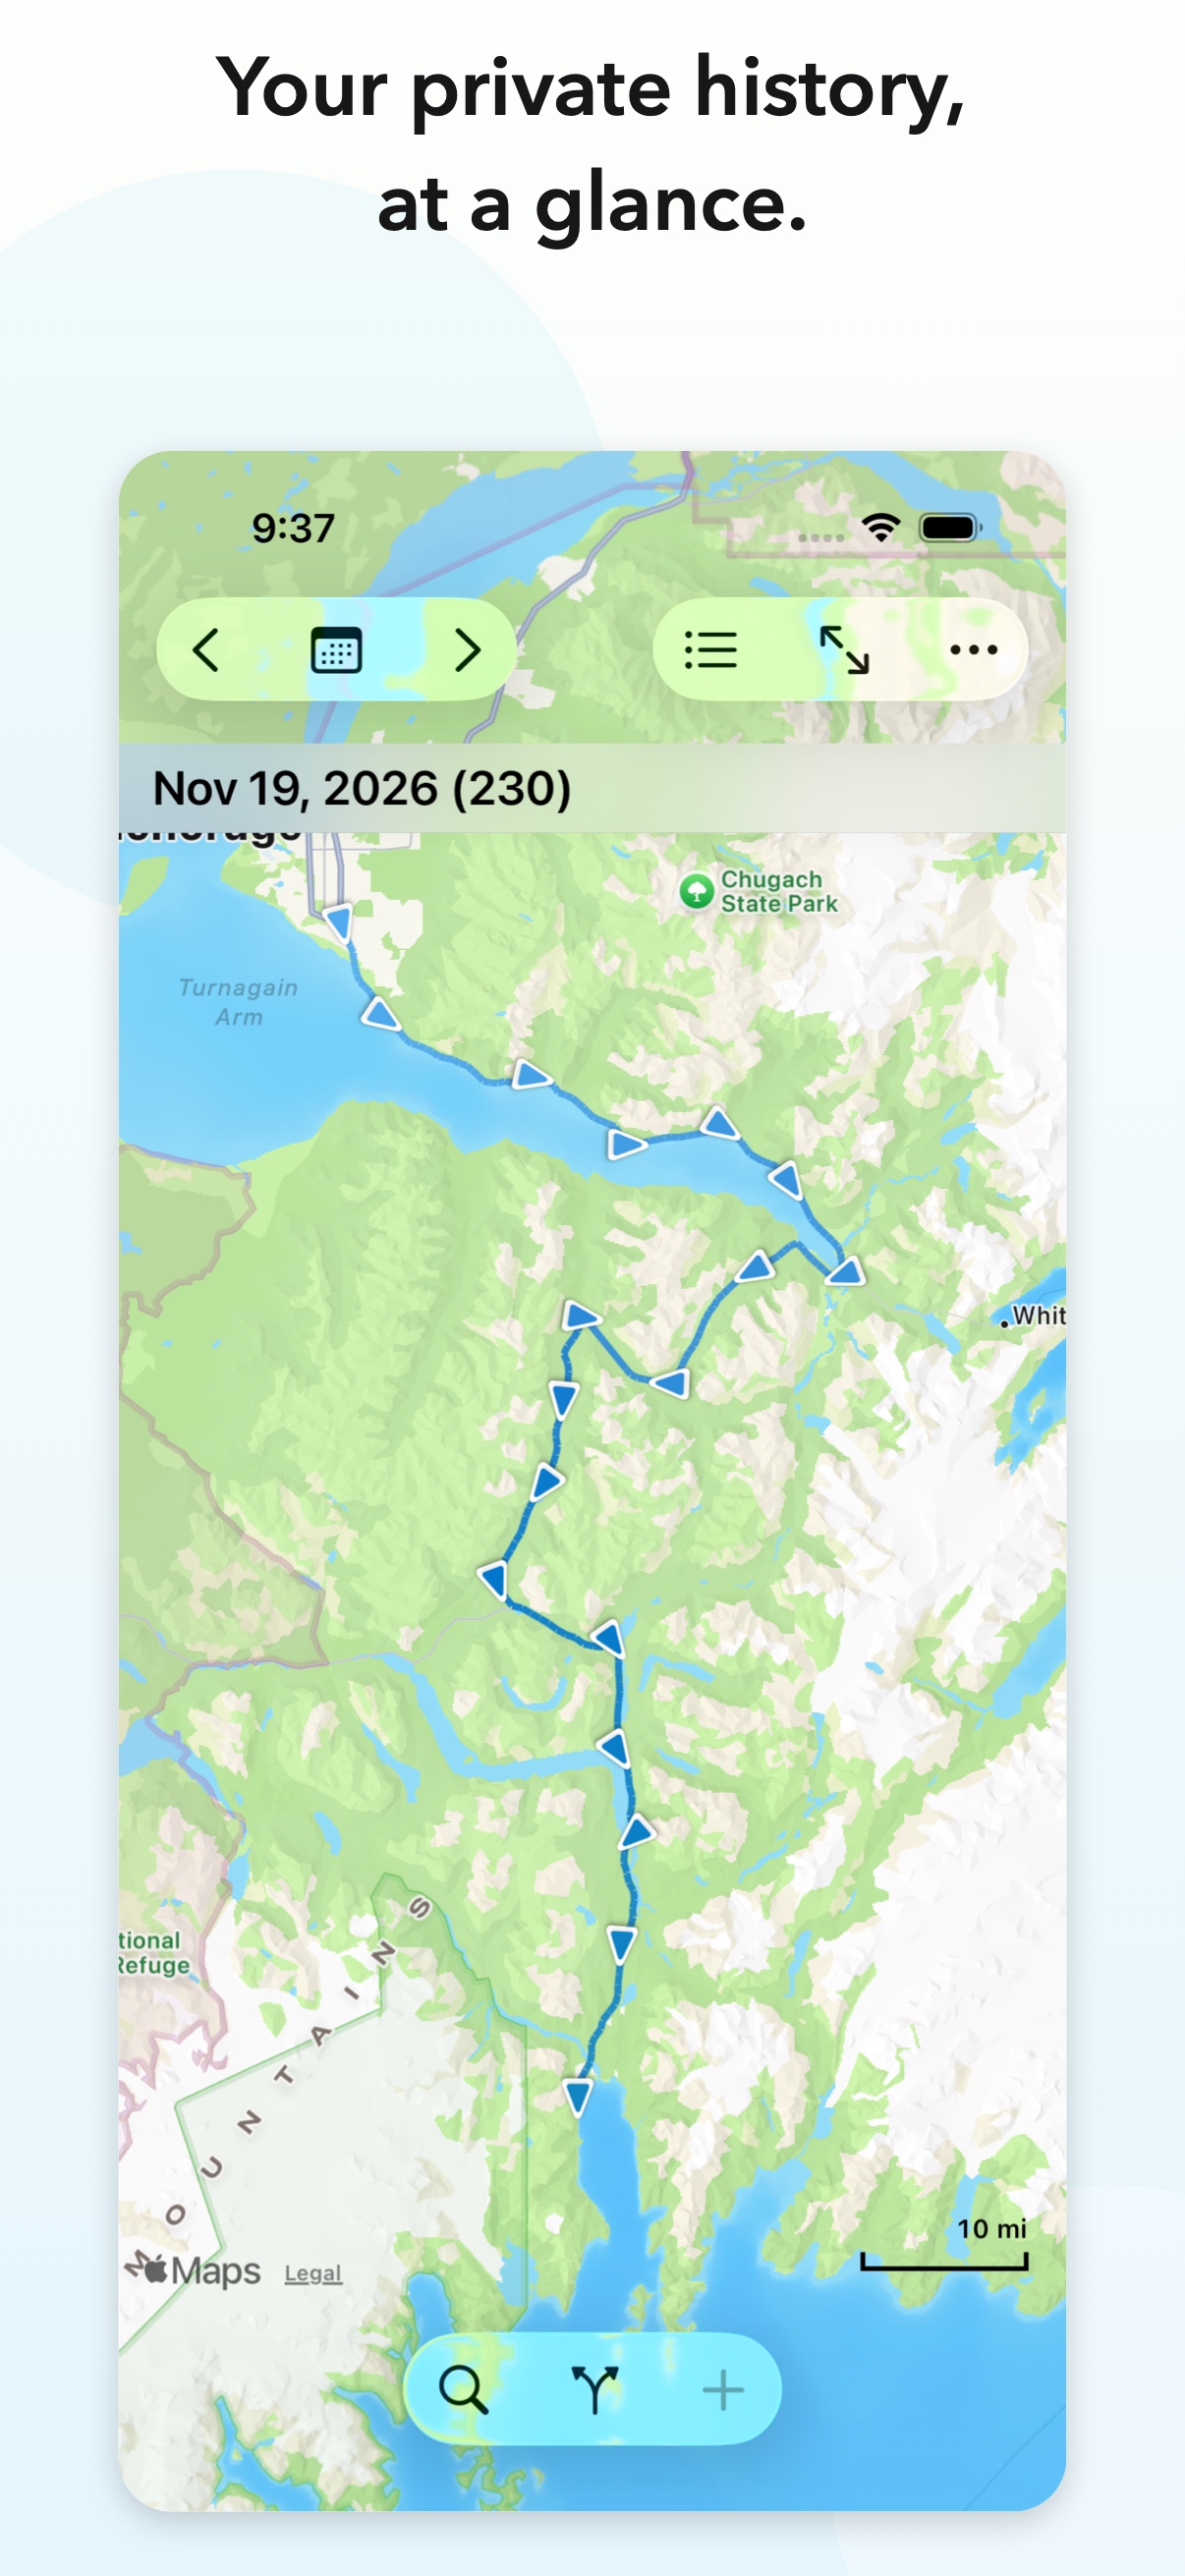 Your private history,
at a glance.
9:37
Nov 19, 2026 (230)
Chugach
State Park
Turnagain
Arm
Whit
tional
Refuge
M O U N T A I N S
Maps Legal
10 mi